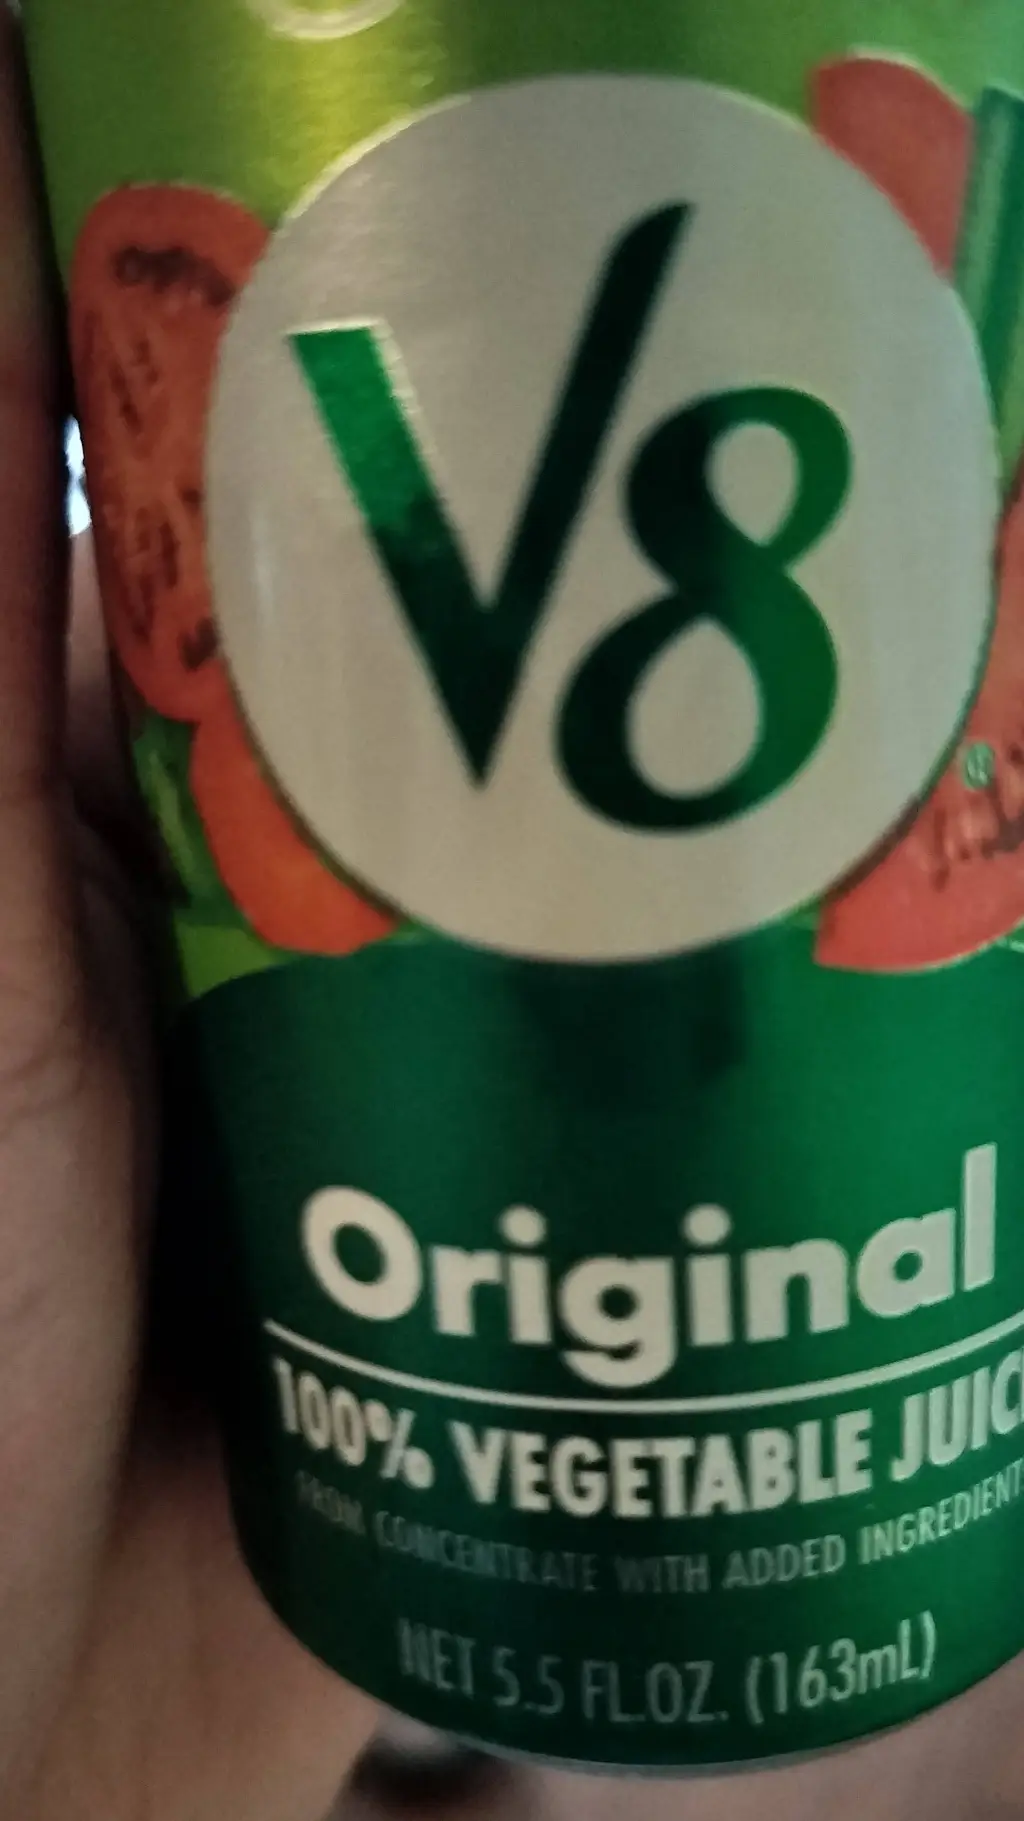 V8
Original
100% VEGETABLE JUIC
FROM CONCENTRATE WITH ADDED INGREDIENT
NET 5.5 FL.OZ. (163mL)